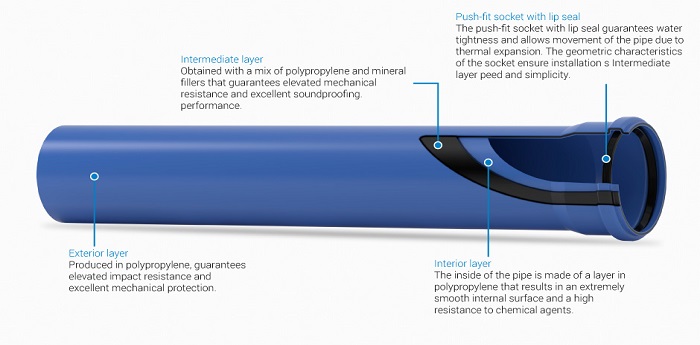 Push-fit socket with lip seal
The push-fit socket with lip seal guarantees water
tightness and allows movement of the pipe due to
thermal expansion. The geometric characteristics
of the socket ensure installation s Intermediate
layer peed and simplicity.
Intermediate layer
Obtained with a mix of polypropylene and mineral
fillers that guarantees elevated mechanical
resistance and excellent soundproofing.
performance.
Exterior layer
Produced in polypropylene, guarantees
elevated impact resistance and
excellent mechanical protection.
Interior layer
The inside of the pipe is made of a layer in
polypropylene that results in an extremely
smooth internal surface and a high
resistance to chemical agents.